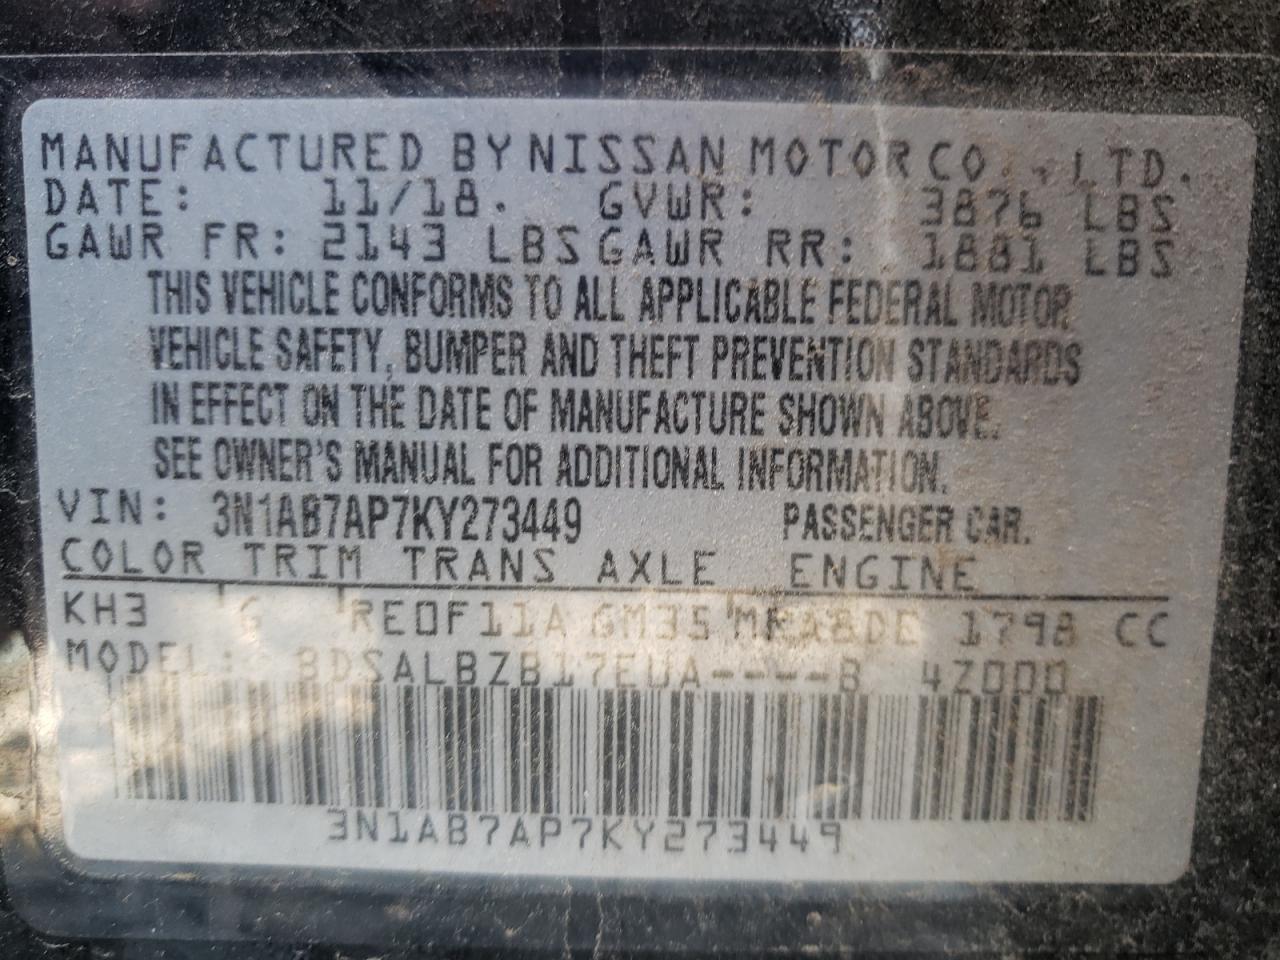 MANUFACTURED BY NISSAN MOTOR CO., LTD.
DATE: 11/18. GVWR: 3876 LBS
GAWR FR: 2143 LBS GAWR RR: 1881 LBS
THIS VEHICLE CONFORMS TO ALL APPLICABLE FEDERAL MOTOR
VEHICLE SAFETY, BUMPER AND THEFT PREVENTION STANDARDS
IN EFFECT ON THE DATE OF MANUFACTURE SHOWN ABOVE.
SEE OWNER'S MANUAL FOR ADDITIONAL INFORMATION.
VIN: 3N1AB7AP7KY273449 PASSENGER CAR.
COLOR TRIM TRANS AXLE ENGINE
KH3 G RE0F11A GM35 1798 CC
MODEL: BDSALBZB17EUA----B 4Z000
3N1AB7AP7KY273449